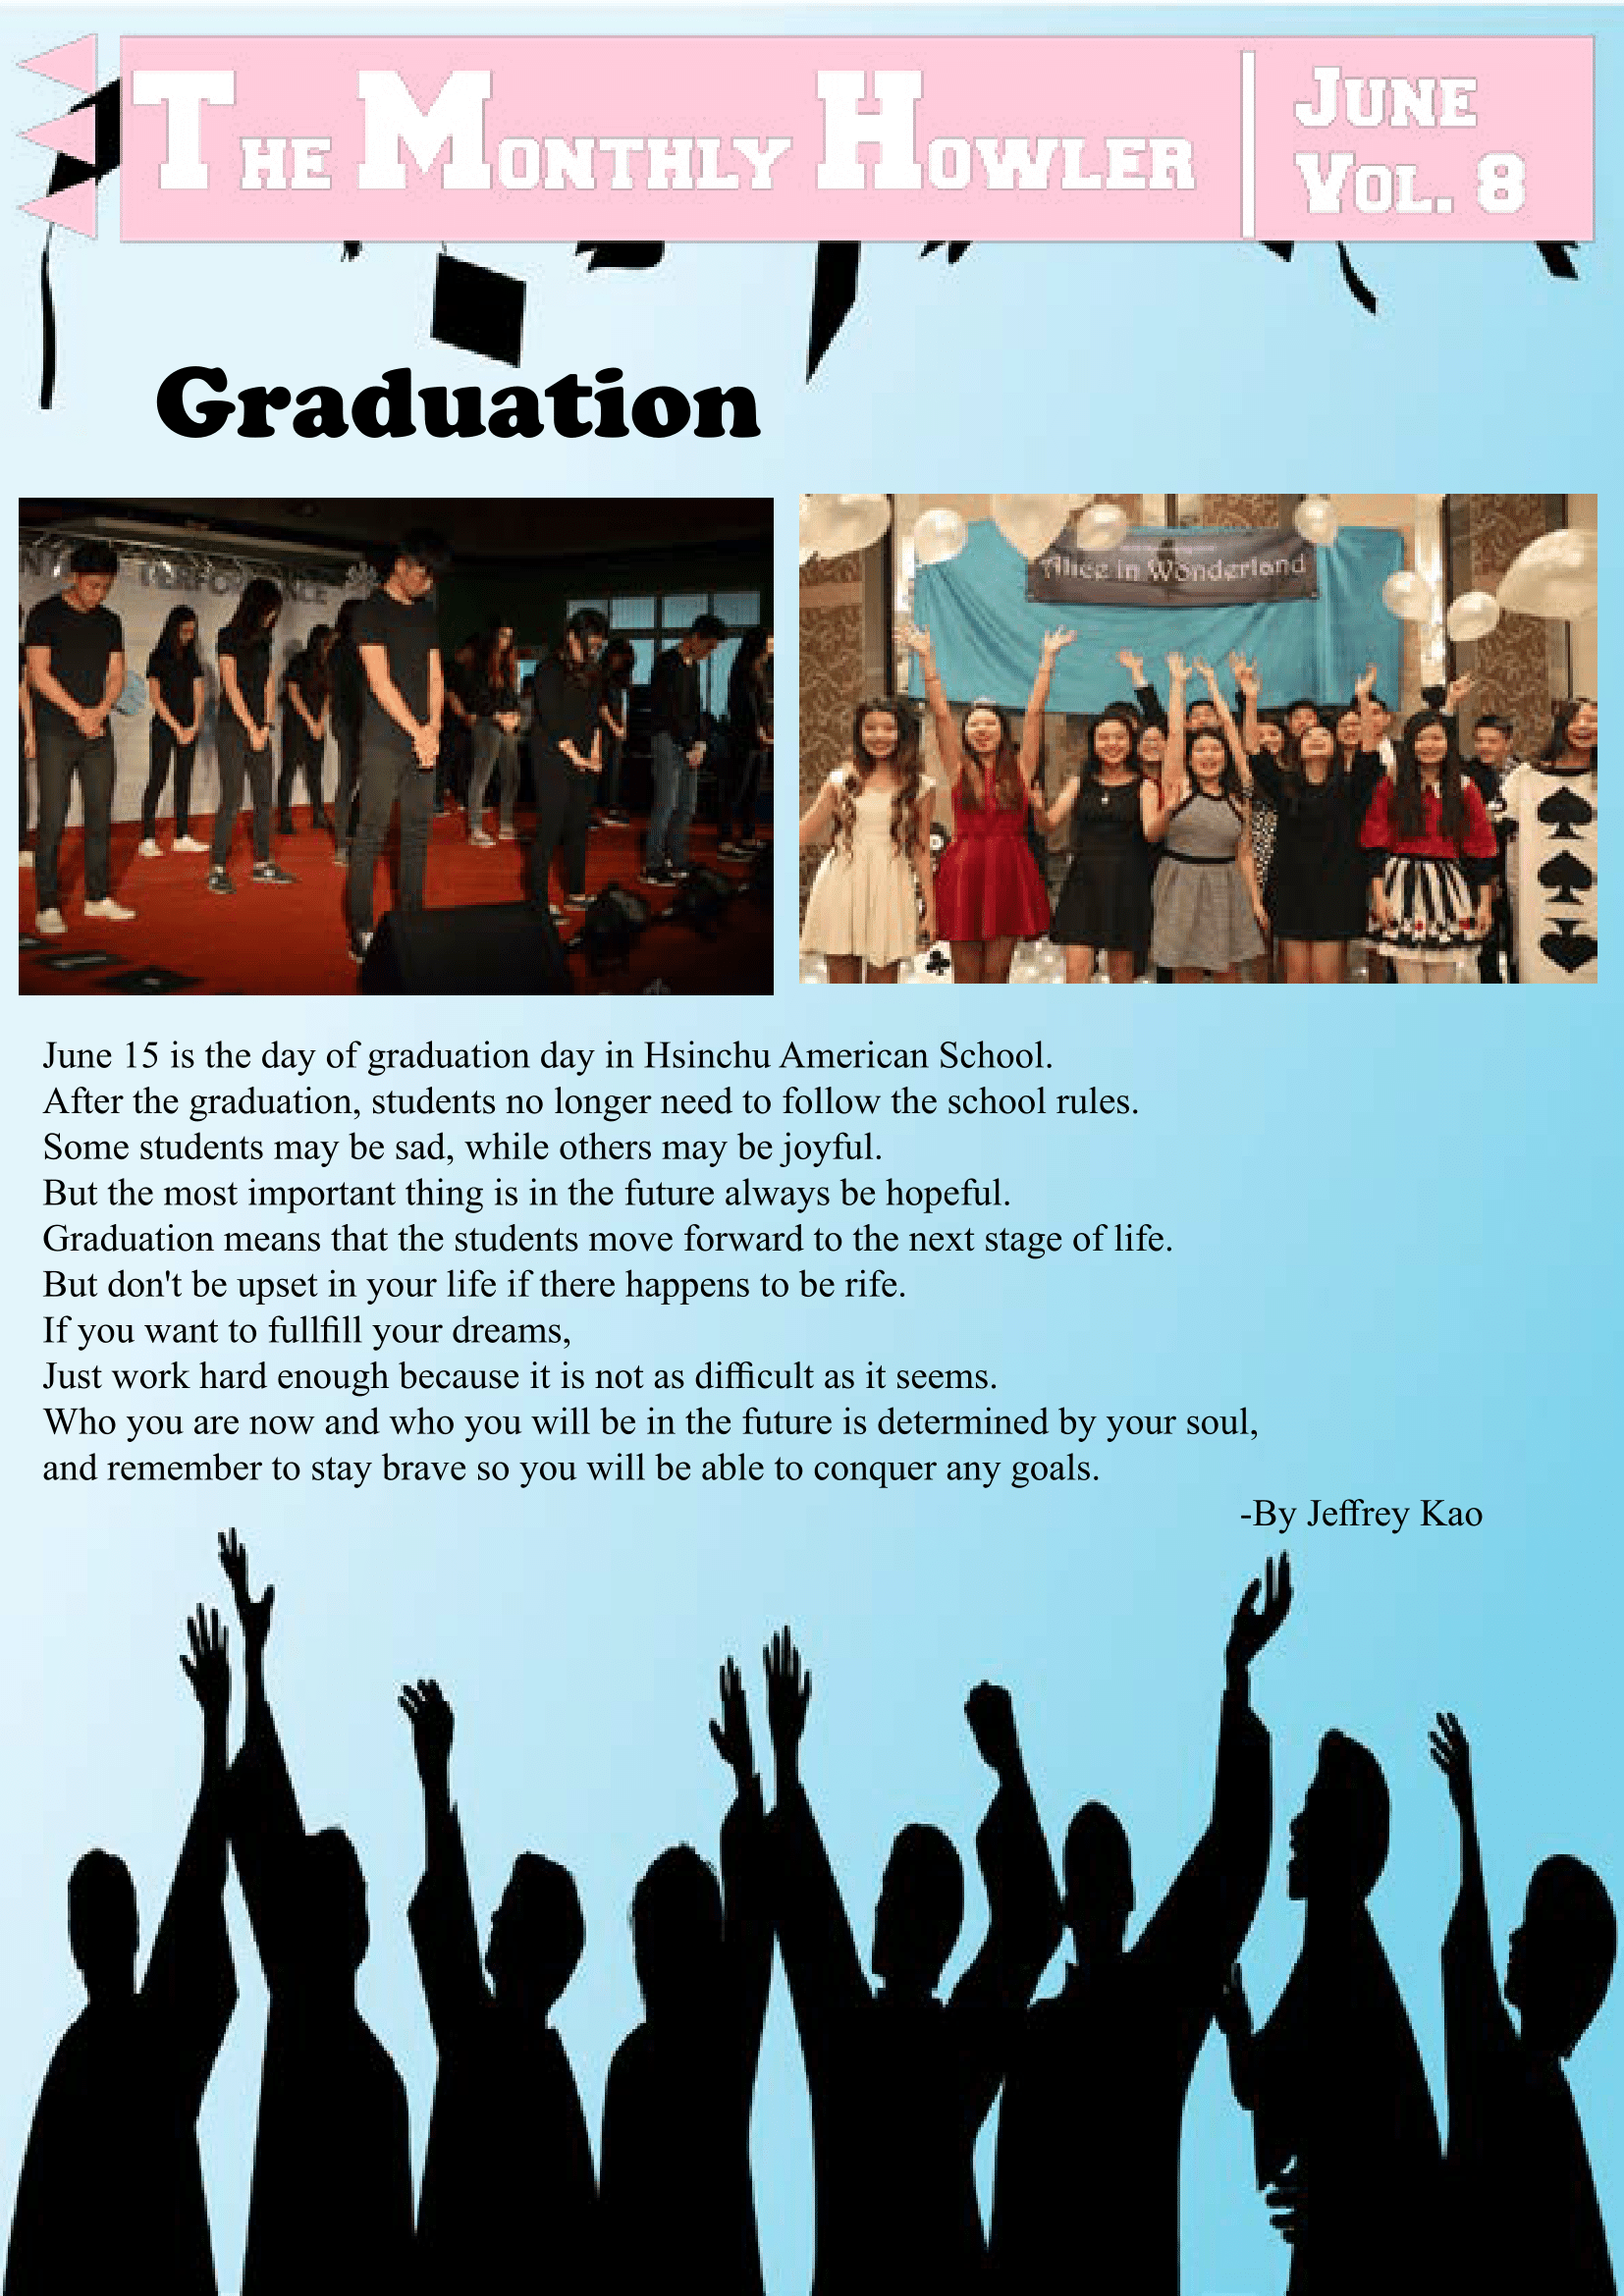 The Monthly Howler
June
Vol. 8
Graduation
PERFORMANCE
Alice in Wonderland
June 15 is the day of graduation day in Hsinchu American School.
After the graduation, students no longer need to follow the school rules.
Some students may be sad, while others may be joyful.
But the most important thing is in the future always be hopeful.
Graduation means that the students move forward to the next stage of life.
But don't be upset in your life if there happens to be rife.
If you want to fullfill your dreams,
Just work hard enough because it is not as difficult as it seems.
Who you are now and who you will be in the future is determined by your soul,
and remember to stay brave so you will be able to conquer any goals.
-By Jeffrey Kao